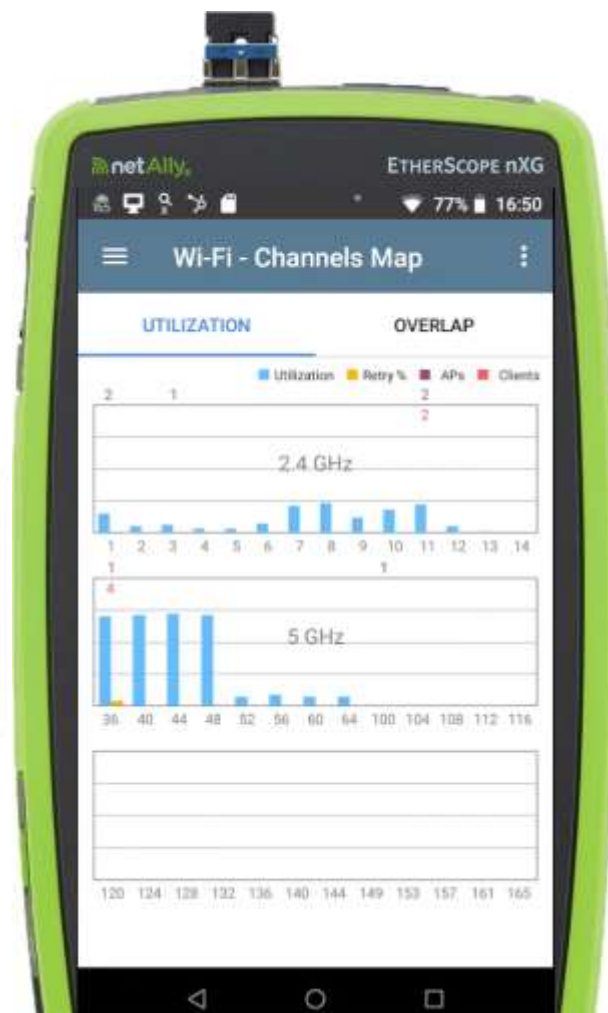 netAlly. ETHERSCOPE nXG
77% 16:50
Wi-Fi - Channels Map
UTILIZATION OVERLAP
Utilization Retry % APs Clients
2 1 2
2
2.4 GHz
1 2 3 4 5 6 7 8 9 10 11 12 13 14
1 1
4
5 GHz
36 40 44 48 52 56 60 64 100 104 108 112 116
120 124 128 132 136 140 144 149 153 157 161 165